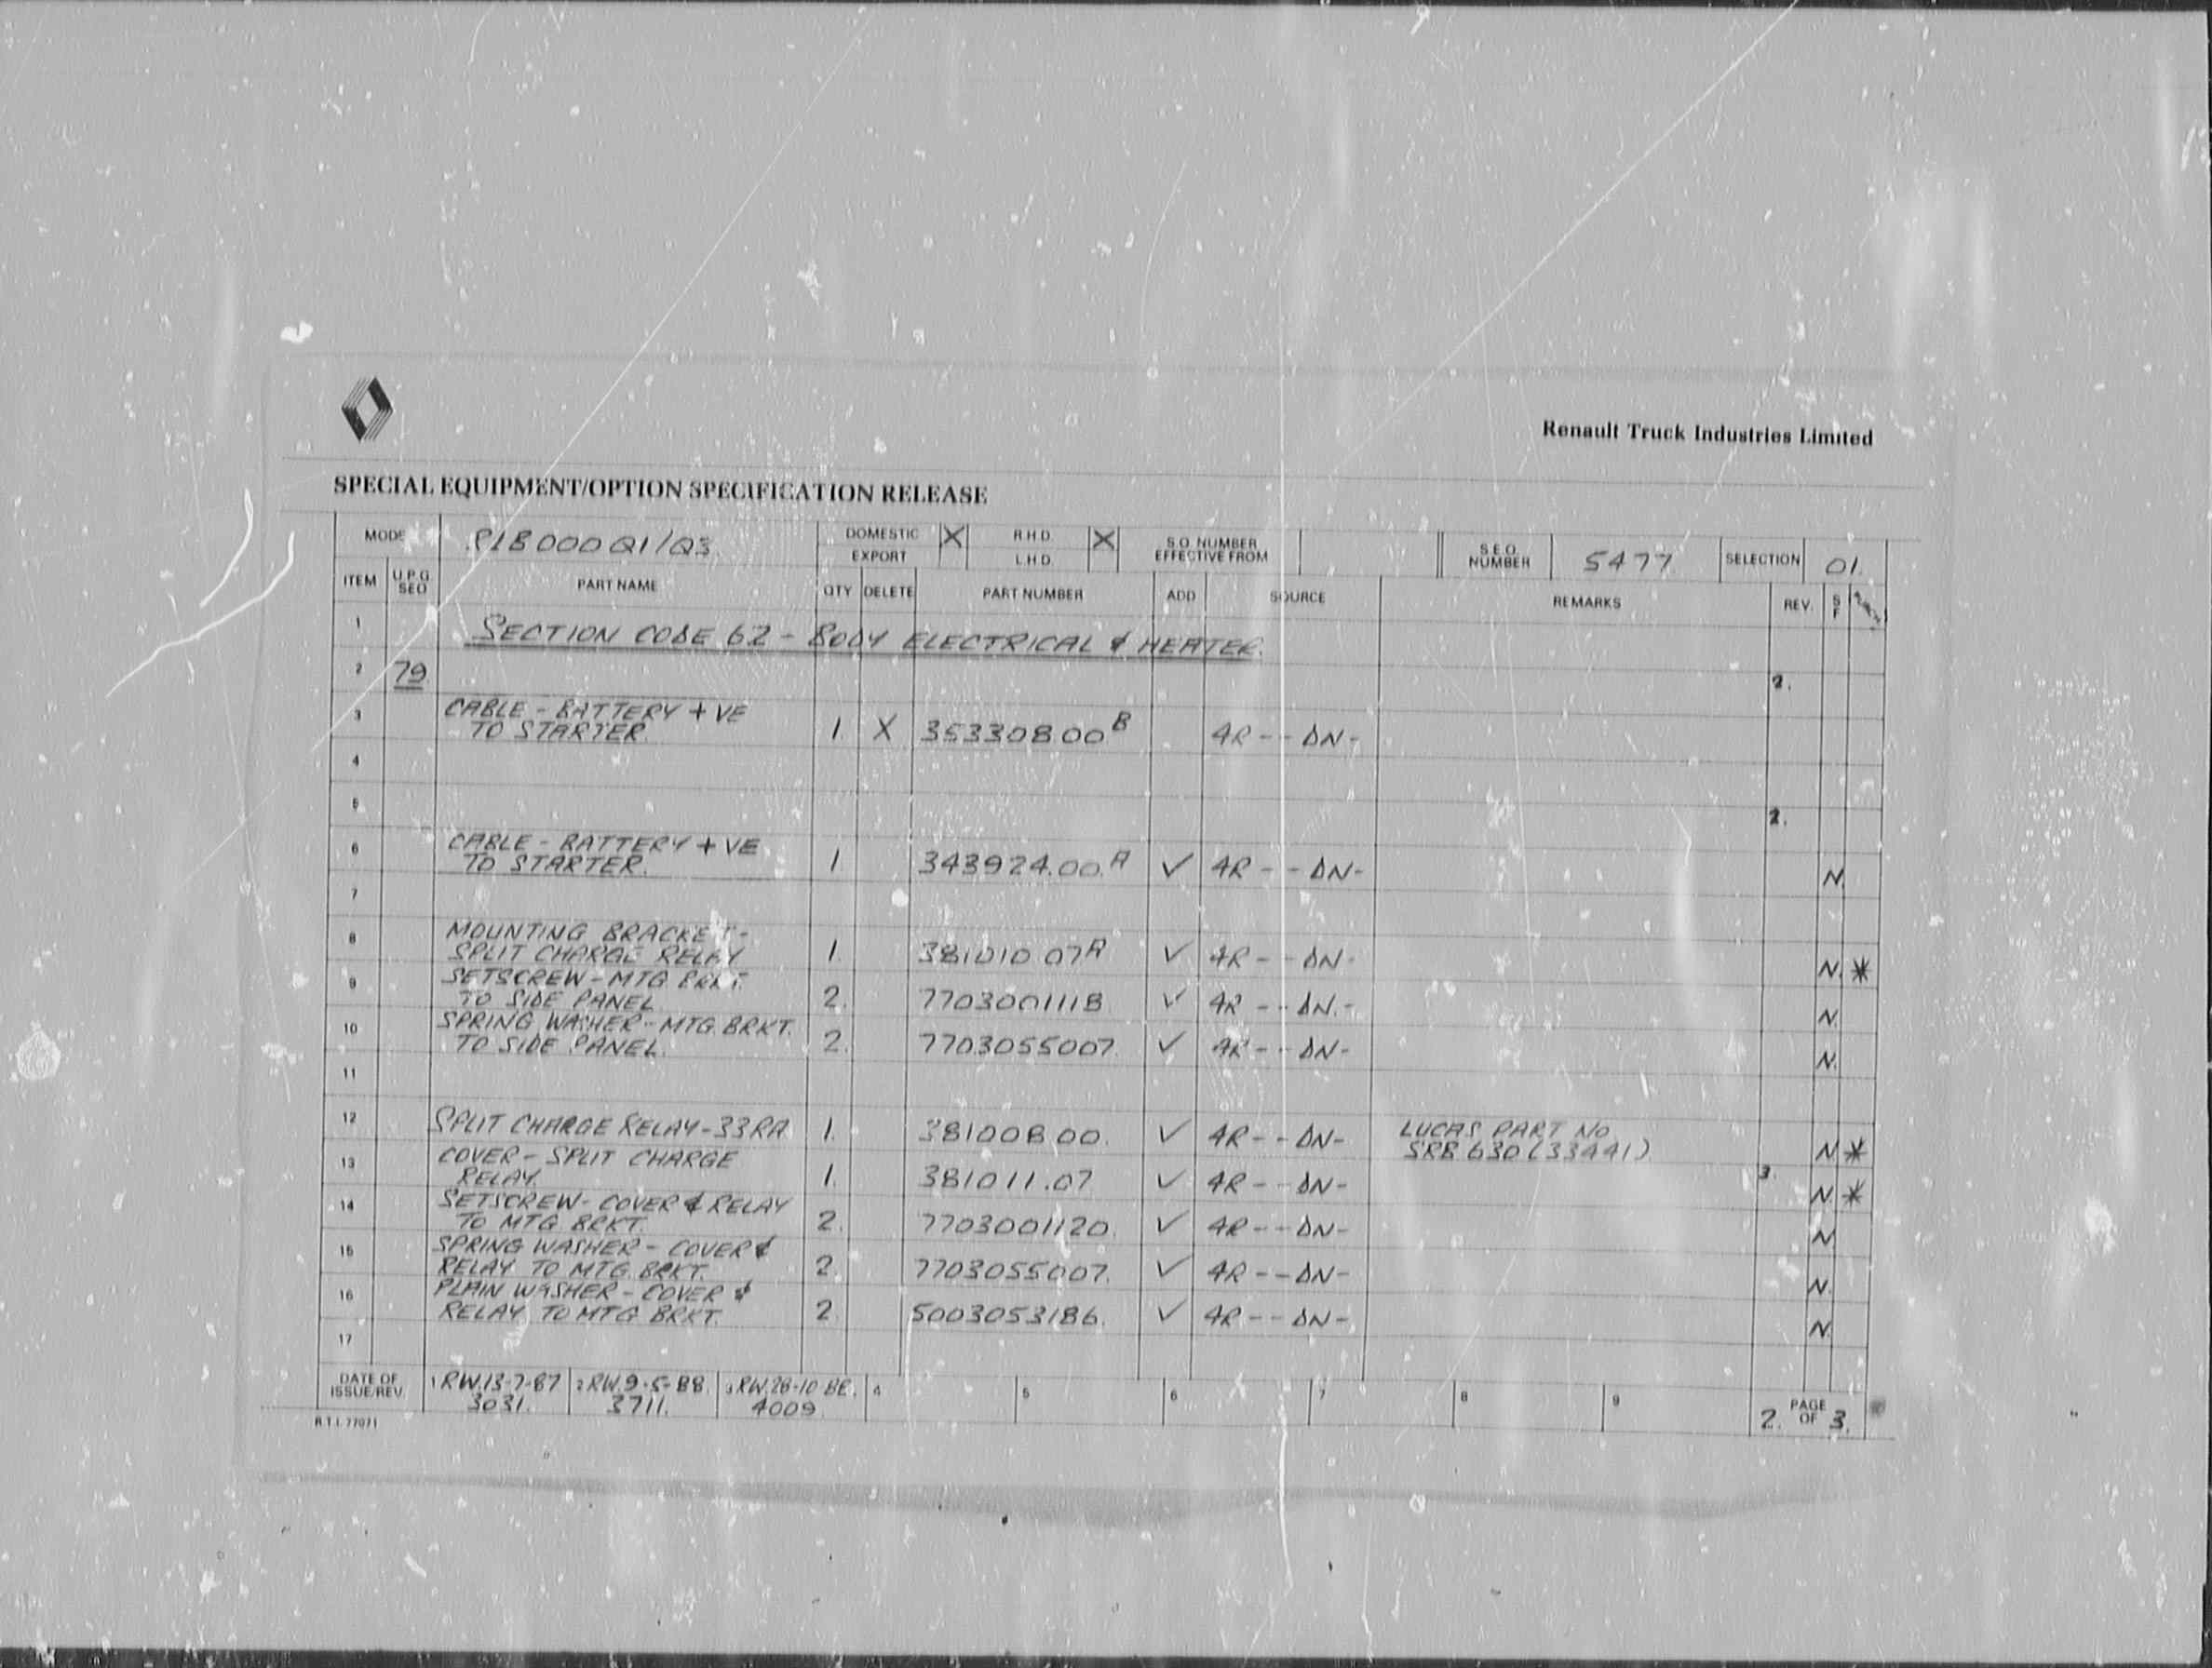 Renault Truck Industries Limited
SPECIAL EQUIPMENT/OPTION SPECIFICATION RELEASE
MODEL P1B000Q1/Q3 DOMESTIC X R.H.D. X S.O. NUMBER S.E.O. 5477 SELECTION 01.
EXPORT L.H.D. EFFECTIVE FROM NUMBER
ITEM U.P.G. SEQ PART NAME QTY DELETE PART NUMBER ADD SOURCE REMARKS REV. S F
1 SECTION CODE 62 - BODY ELECTRICAL & HEATER.
2 79 2.
3 CABLE - BATTERY +VE
TO STARTER. 1. X 353308.00 B 4R - - DN -
4
5 2.
6 CABLE - BATTERY +VE
TO STARTER. 1. 343924.00.A ✓ 4R - - DN - N.
7
8 MOUNTING BRACKET -
SPLIT CHARGE RELAY 1. 381010.07A ✓ 4R - - DN - N. *
9 SETSCREW - MTG BRKT.
TO SIDE PANEL 2. 7703001118. ✓ 4R - - DN. - N.
10 SPRING WASHER - MTG. BRKT.
TO SIDE PANEL. 2. 7703055007. ✓ 4R - - DN - N.
11
12 SPLIT CHARGE RELAY - 33RA 1. 381008.00. ✓ 4R - - DN - LUCAS PART NO
SRB 630 (33441) N *
13 COVER - SPLIT CHARGE
RELAY. 1. 381011.07 ✓ 4R - - DN - 3. N. *
14 SETSCREW - COVER & RELAY
TO MTG BRKT. 2. 7703001120. ✓ 4R - - DN - N
15 SPRING WASHER - COVER &
RELAY TO MTG. BRKT. 2. 7703055007. ✓ 4R - - DN - N.
16 PLAIN WASHER - COVER &
RELAY TO MTG BRKT. 2. 5003053186. ✓ 4R - - DN - N.
17
DATE OF ISSUE/REV. 1 RW.13-7-87 2 RW.9-5-88. 3 RW.28-10 88. 4 5 6 7 8 9 2. PAGE OF 3.
3031. 3711. 4009.
R.T.I. 77071